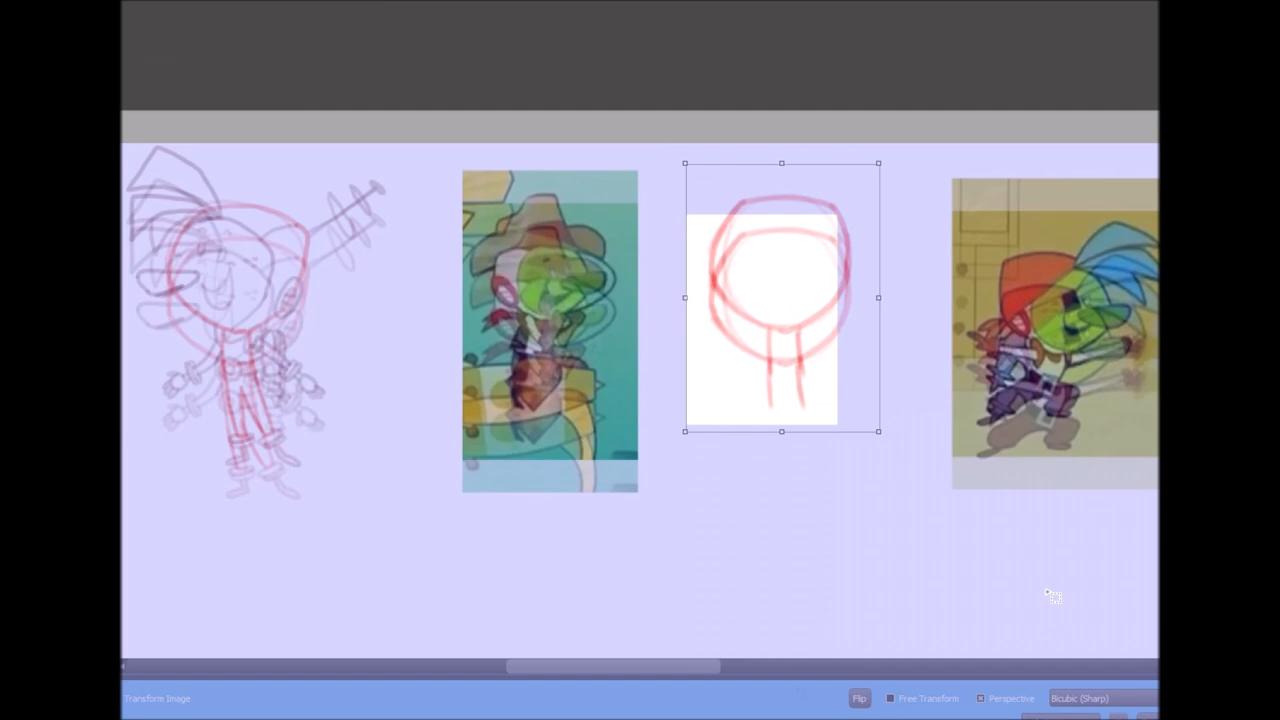 Transform Image
Flip
Free Transform
Perspective
Bicubic (Sharp)